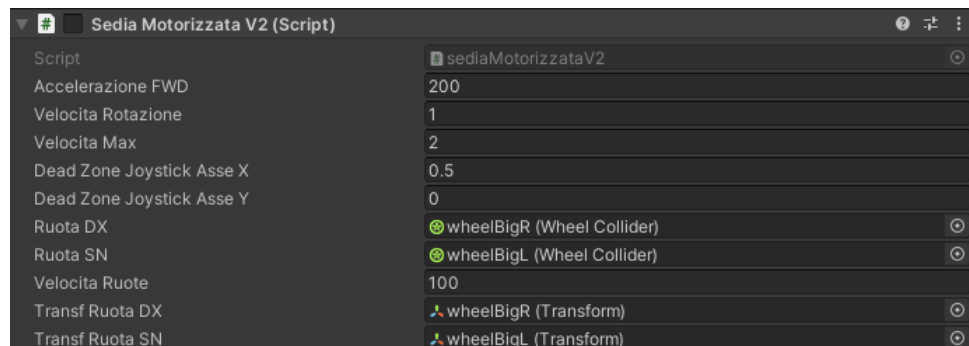 Sedia Motorizzata V2 (Script)
Script sediaMotorizzataV2
Accelerazione FWD 200
Velocita Rotazione 1
Velocita Max 2
Dead Zone Joystick Asse X 0.5
Dead Zone Joystick Asse Y 0
Ruota DX wheelBigR (Wheel Collider)
Ruota SN wheelBigL (Wheel Collider)
Velocita Ruote 100
Transf Ruota DX wheelBigR (Transform)
Transf Ruota SN wheelBigL (Transform)